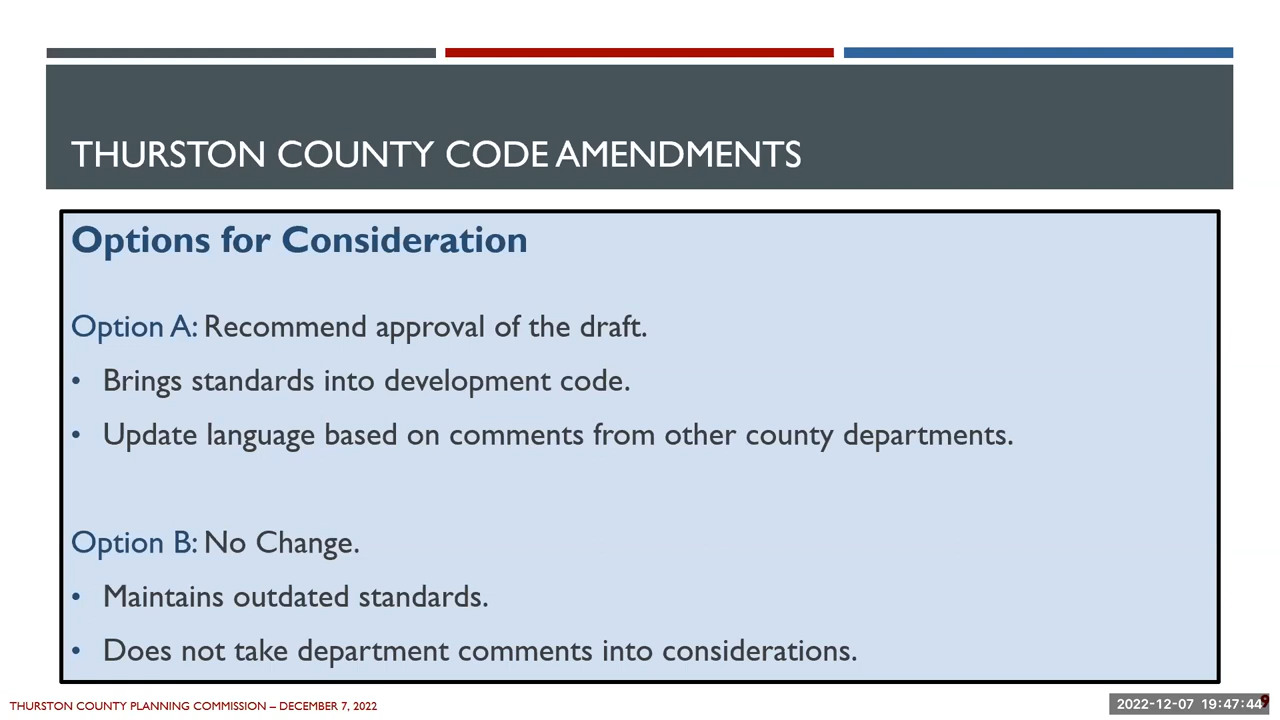 THURSTON COUNTY CODE AMENDMENTS
Options for Consideration
Option A: Recommend approval of the draft.
• Brings standards into development code.
• Update language based on comments from other county departments.
Option B: No Change.
• Maintains outdated standards.
• Does not take department comments into considerations.
THURSTON COUNTY PLANNING COMMISSION – DECEMBER 7, 2022
2022-12-07 19:47:44
9